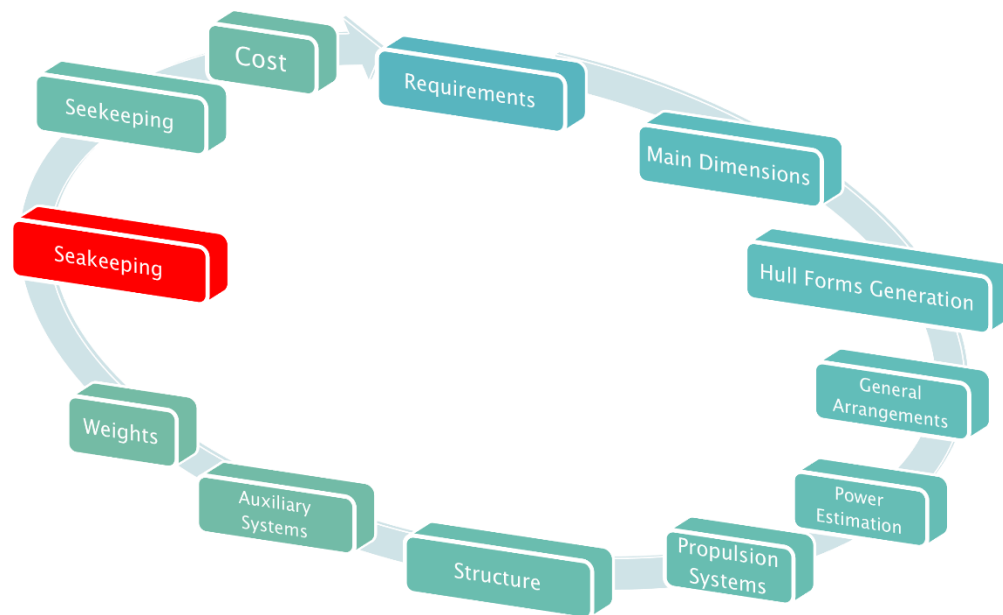 Cost
Requirements
Main Dimensions
Hull Forms Generation
General
Arrangements
Power
Estimation
Propulsion
Systems
Structure
Auxiliary
Systems
Weights
Seakeeping
Seekeeping